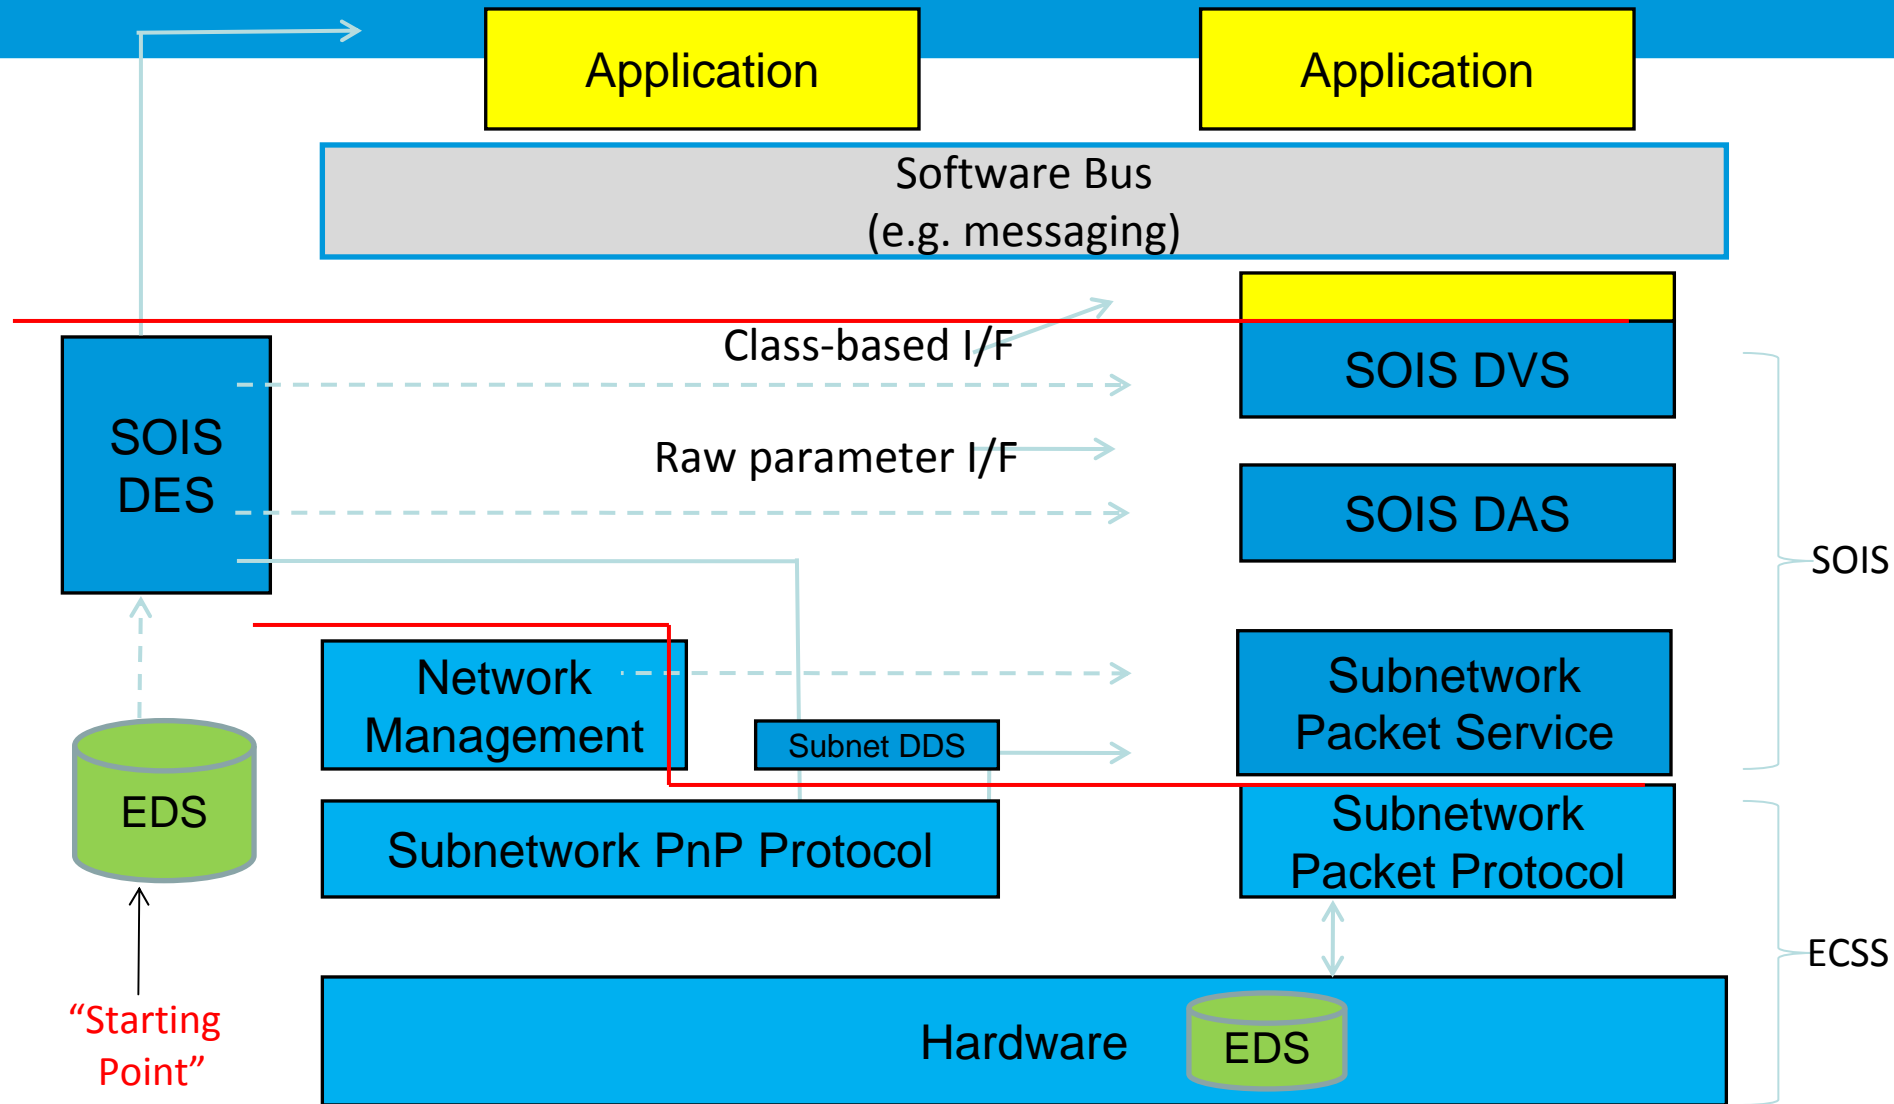 Application
Application
Software Bus
(e.g. messaging)
Class-based I/F
SOIS DVS
SOIS
DES
Raw parameter I/F
SOIS DAS
SOIS
Network
Management
Subnet DDS
Subnetwork
Packet Service
EDS
Subnetwork PnP Protocol
Subnetwork
Packet Protocol
ECSS
“Starting
Point”
Hardware
EDS